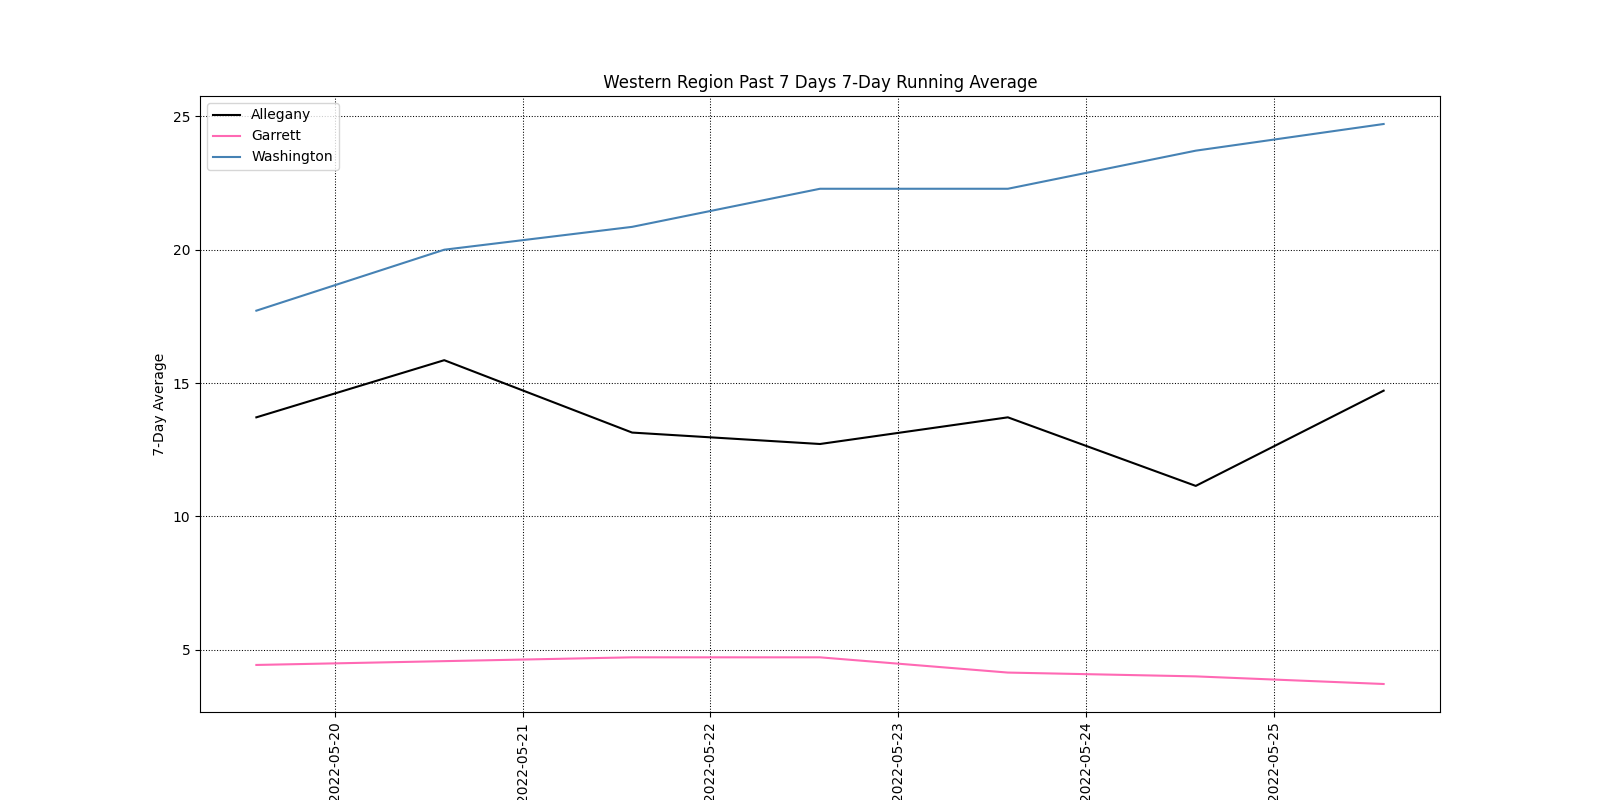 Western Region Past 7 Days 7-Day Running Average
Allegany
Garrett
Washington
7-Day Average
25
20
15
10
5
2022-05-20
2022-05-21
2022-05-22
2022-05-23
2022-05-24
2022-05-25